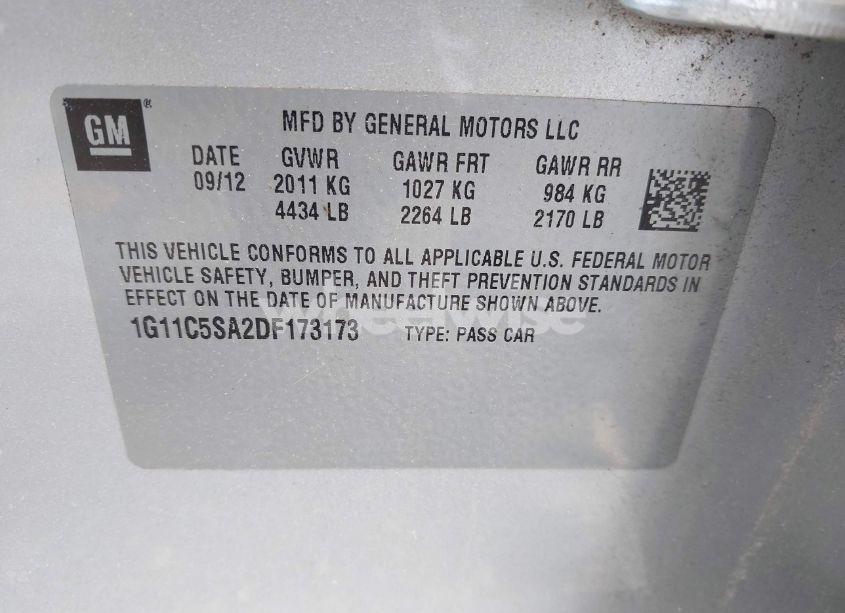 GM®
MFD BY GENERAL MOTORS LLC
DATE GVWR GAWR FRT GAWR RR
09/12 2011 KG 1027 KG 984 KG
4434 LB 2264 LB 2170 LB
THIS VEHICLE CONFORMS TO ALL APPLICABLE U.S. FEDERAL MOTOR
VEHICLE SAFETY, BUMPER, AND THEFT PREVENTION STANDARDS IN
EFFECT ON THE DATE OF MANUFACTURE SHOWN ABOVE.
1G11C5SA2DF173173 TYPE: PASS CAR